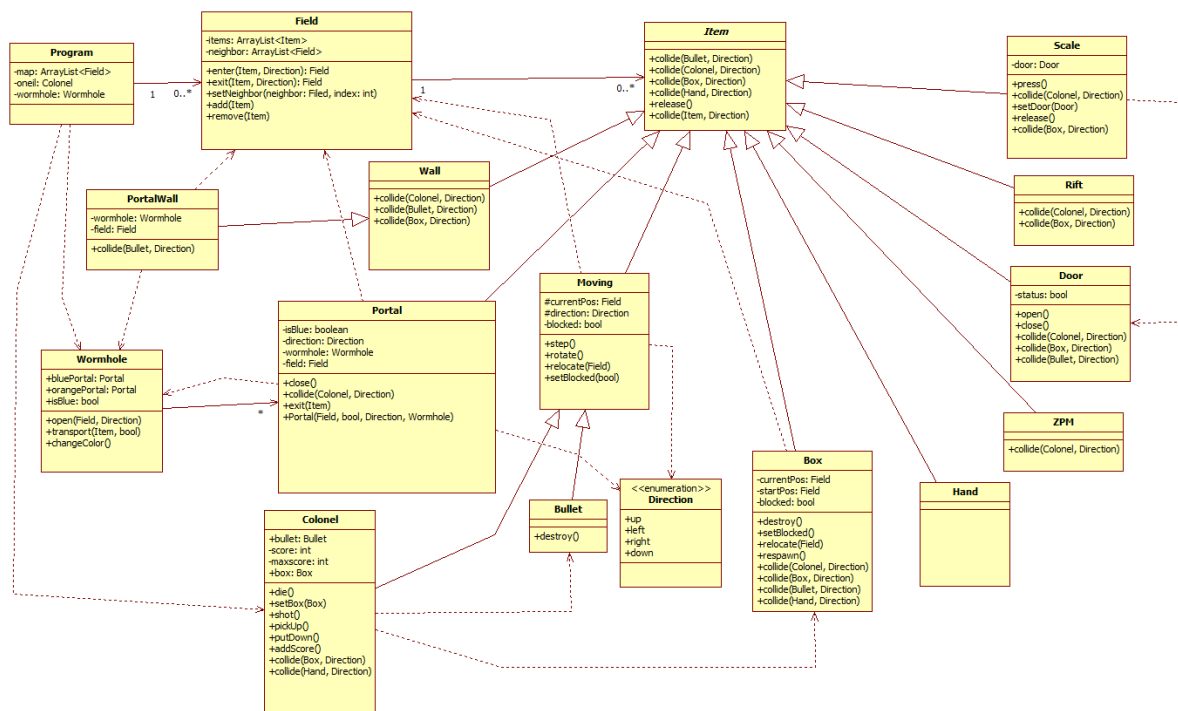 Program
-map: ArrayList<Field>
-oneil: Colonel
-wormhole: Wormhole
1
0..*
Field
-items: ArrayList<Item>
-neighbor: ArrayList<Field>
+enter(Item, Direction): Field
+exit(Item, Direction): Field
+setNeighbor(neighbor: Filed, index: int)
+add(Item)
+remove(Item)
1
0..*
Item
+collide(Bullet, Direction)
+collide(Colonel, Direction)
+collide(Box, Direction)
+collide(Hand, Direction)
+release()
+collide(Item, Direction)
Scale
-door: Door
+press()
+collide(Colonel, Direction)
+setDoor(Door)
+release()
+collide(Box, Direction)
Wall
+collide(Colonel, Direction)
+collide(Bullet, Direction)
+collide(Box, Direction)
PortalWall
-wormhole: Wormhole
-field: Field
+collide(Bullet, Direction)
Rift
+collide(Colonel, Direction)
+collide(Box, Direction)
Door
-status: bool
+open()
+close()
+collide(Colonel, Direction)
+collide(Box, Direction)
+collide(Bullet, Direction)
Moving
#currentPos: Field
#direction: Direction
-blocked: bool
+step()
+rotate()
+relocate(Field)
+setBlocked(bool)
Portal
-isBlue: boolean
-direction: Direction
-wormhole: Wormhole
-field: Field
+close()
+collide(Colonel, Direction)
+exit(Item)
+Portal(Field, bool, Direction, Wormhole)
Wormhole
+bluePortal: Portal
+orangePortal: Portal
+isBlue: bool
+open(Field, Direction)
+transport(Item, bool)
+changeColor()
*
ZPM
+collide(Colonel, Direction)
Box
-currentPos: Field
-startPos: Field
-blocked: bool
+destroy()
+setBlocked()
+relocate(Field)
+respawn()
+collide(Colonel, Direction)
+collide(Box, Direction)
+collide(Bullet, Direction)
+collide(Hand, Direction)
Hand
<<enumeration>>
Direction
+up
+left
+right
+down
Bullet
+destroy()
Colonel
+bullet: Bullet
-score: int
-maxscore: int
+box: Box
+die()
+setBox(Box)
+shot()
+pickUp()
+putDown()
+addScore()
+collide(Box, Direction)
+collide(Hand, Direction)